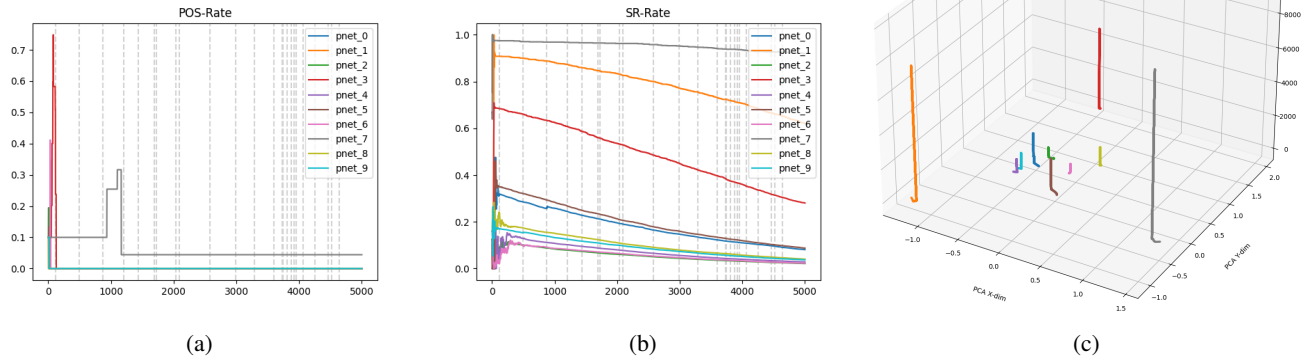 POS-Rate
0.7
0.6
0.5
0.4
0.3
0.2
0.1
0.0
0 1000 2000 3000 4000 5000
pnet_0
pnet_1
pnet_2
pnet_3
pnet_4
pnet_5
pnet_6
pnet_7
pnet_8
pnet_9
(a)
SR-Rate
1.0
0.8
0.6
0.4
0.2
0.0
0 1000 2000 3000 4000 5000
pnet_0
pnet_1
pnet_2
pnet_3
pnet_4
pnet_5
pnet_6
pnet_7
pnet_8
pnet_9
(b)
8000
6000
4000
2000
0
−1.0 −0.5 0.0 0.5 1.0 1.5
PCA X-dim
2.0
1.5
1.0
0.5
0.0
−0.5
−1.0
PCA Y-dim
(c)